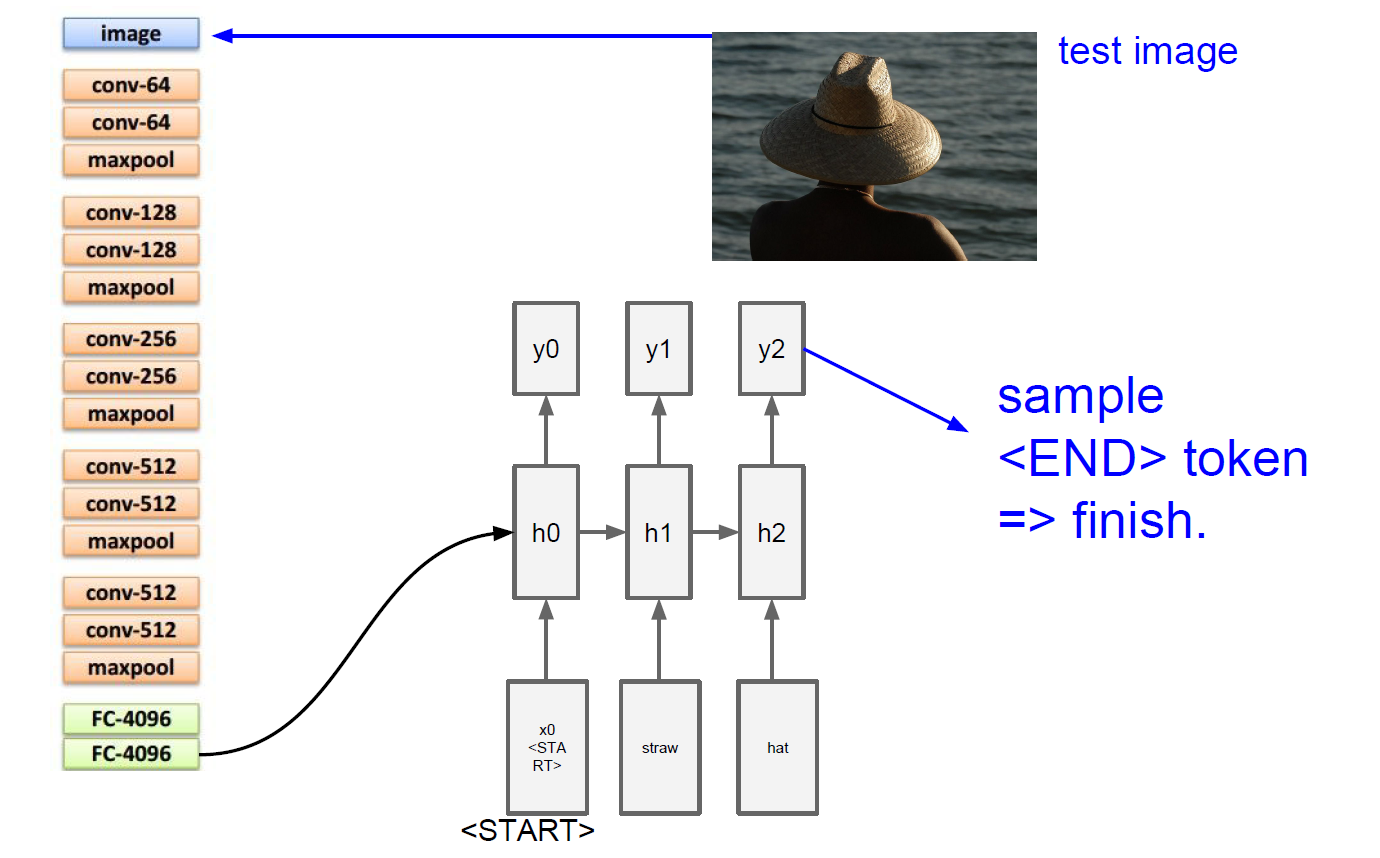 image
conv-64
conv-64
maxpool
conv-128
conv-128
maxpool
conv-256
conv-256
maxpool
conv-512
conv-512
maxpool
conv-512
conv-512
maxpool
FC-4096
FC-4096
test image
y0
y1
y2
sample
<END> token
=> finish.
h0
h1
h2
x0
<STA
RT>
straw
hat
<START>